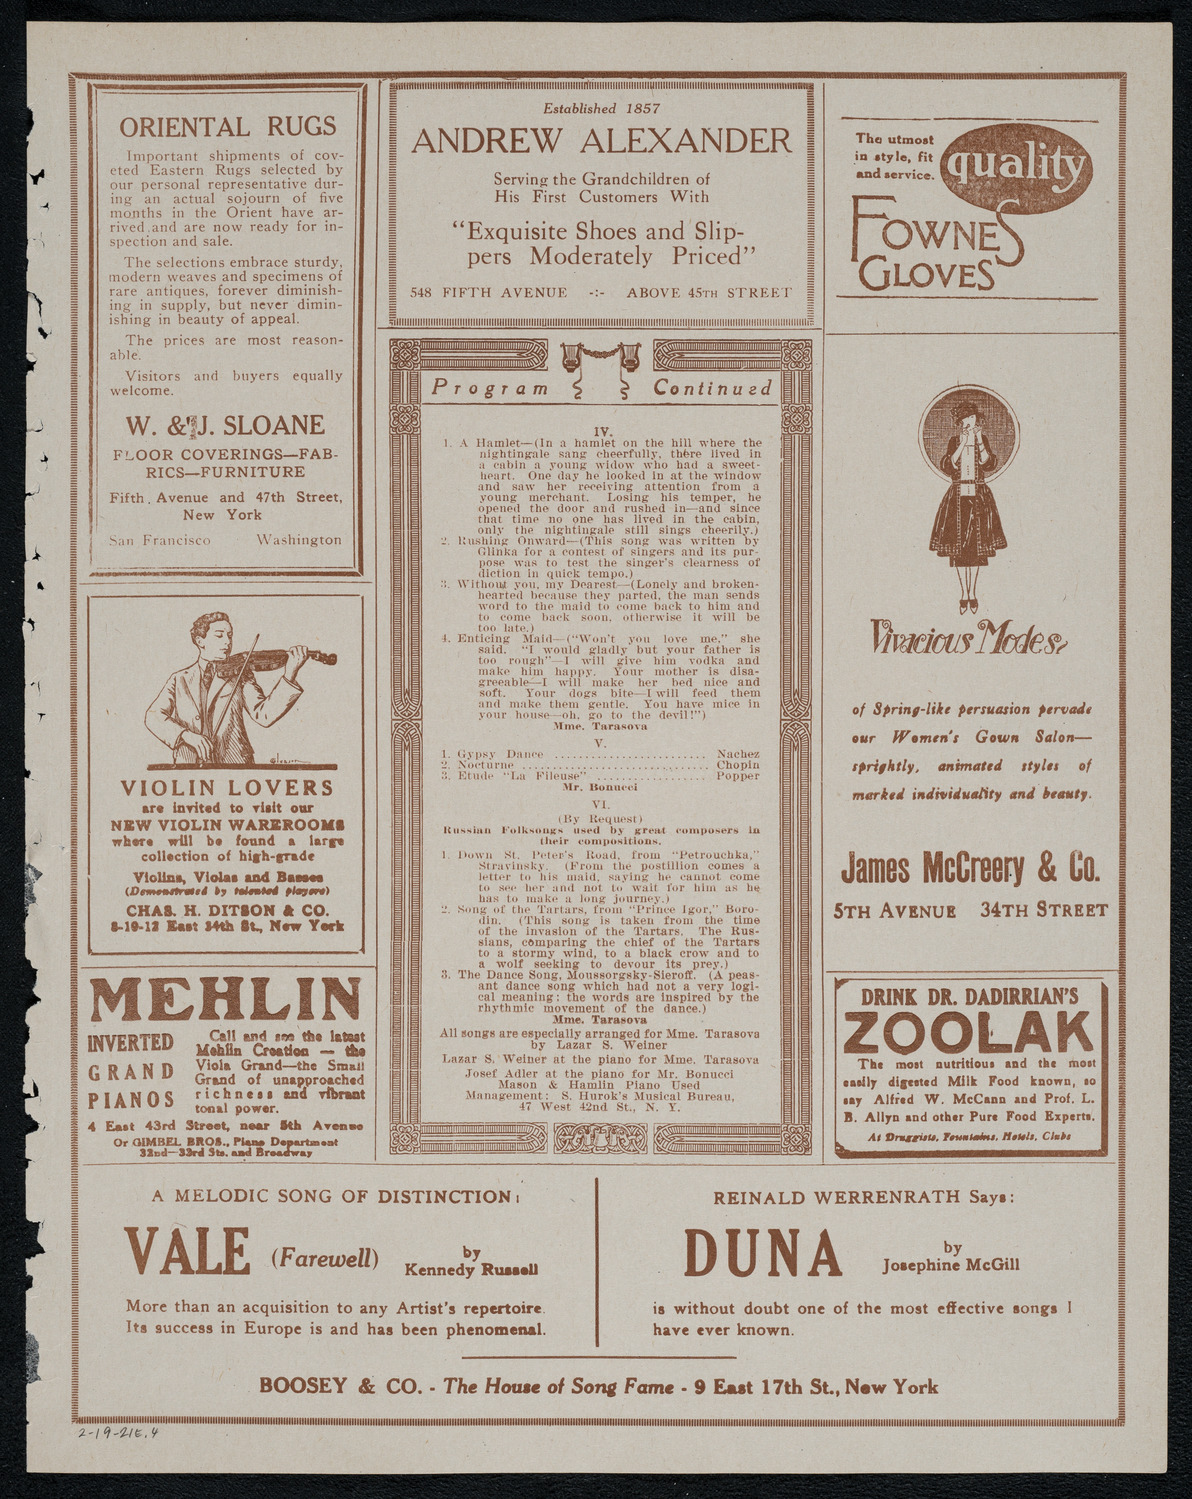 ORIENTAL RUGS
Important shipments of cov-
eted Eastern Rugs selected by
our personal representative dur-
ing an actual sojourn of five
months in the Orient have ar-
rived and are now ready for in-
spection and sale.
The selections embrace sturdy,
modern weaves and specimens of
rare antiques, forever diminish-
ing in supply, but never dimin-
ishing in beauty of appeal.
The prices are most reason-
able.
Visitors and buyers equally
welcome.
W. & J. SLOANE
FLOOR COVERINGS—FAB-
RICS—FURNITURE
Fifth Avenue and 47th Street,
New York
San Francisco Washington
Established 1857
ANDREW ALEXANDER
Serving the Grandchildren of
His First Customers With
"Exquisite Shoes and Slip-
pers Moderately Priced"
548 FIFTH AVENUE -:- ABOVE 45TH STREET
The utmost
in style, fit
and service.
quality
FOWNES
GLOVES
VIOLIN LOVERS
are invited to visit our
NEW VIOLIN WAREROOMS
where will be found a large
collection of high-grade
Violins, Violas and Basses
(Demonstrated by talented players)
CHAS. H. DITSON & CO.
8-10-12 East 34th St., New York
MEHLIN
INVERTED
GRAND
PIANOS
Call and see the latest
Mehlin Creation — the
Viola Grand—the Small
Grand of unapproached
richness and vibrant
tonal power.
4 East 43rd Street, near 5th Avenue
Or GIMBEL BROS., Piano Department
32nd—33rd Sts. and Broadway
Program Continued
IV.
1. A Hamlet—(In a hamlet on the hill where the
nightingale sang cheerfully, there lived in
a cabin a young widow who had a sweet-
heart. One day he looked in at the window
and saw her receiving attention from a
young merchant. Losing his temper, he
opened the door and rushed in—and since
that time no one has lived in the cabin,
only the nightingale still sings cheerily.)
2. Rushing Onward—(This song was written by
Glinka for a contest of singers and its pur-
pose was to test the singer's clearness of
diction in quick tempo.)
3. Without you, my Dearest—(Lonely and broken-
hearted because they parted, the man sends
word to the maid to come back to him and
to come back soon, otherwise it will be
too late.)
4. Enticing Maid—("Won't you love me," she
said. "I would gladly but your father is
too rough"—I will give him vodka and
make him happy. Your mother is disa-
greeable—I will make her bed nice and
soft. Your dogs bite—I will feed them
and make them gentle. You have mice in
your house—oh, go to the devil!")
Mme. Tarasova
V.
1. Gypsy Dance ........................ Nachez
2. Nocturne ............................ Chopin
3. Etude "La Fileuse" ................. Popper
Mr. Bonucci
VI.
(By Request)
Russian Folksongs used by great composers in
their compositions.
1. Down St. Peter's Road, from "Petrouchka,"
Stravinsky. (From the postillion comes a
letter to his maid, saying he cannot come
to see her and not to wait for him as he
has to make a long journey.)
2. Song of the Tartars, from "Prince Igor," Boro-
din. (This song is taken from the time
of the invasion of the Tartars. The Rus-
sians, comparing the chief of the Tartars
to a stormy wind, to a black crow and to
a wolf seeking to devour its prey.)
3. The Dance Song, Moussorgsky-Sieroff. (A peas-
ant dance song which had not a very logi-
cal meaning; the words are inspired by the
rhythmic movement of the dance.)
Mme. Tarasova
All songs are especially arranged for Mme. Tarasova
by Lazar S. Weiner
Lazar S. Weiner at the piano for Mme. Tarasova
Josef Adler at the piano for Mr. Bonucci
Mason & Hamlin Piano Used
Management: S. Hurok's Musical Bureau,
47 West 42nd St., N. Y.
Vivacious Modes
of Spring-like persuasion pervade
our Women's Gown Salon—
sprightly, animated styles of
marked individuality and beauty.
James McCreery & Co.
5TH AVENUE 34TH STREET
DRINK DR. DADIRRIAN'S
ZOOLAK
The most nutritious and the most
easily digested Milk Food known, so
say Alfred W. McCann and Prof. L.
B. Allyn and other Pure Food Experts.
At Druggists, Fountains, Hotels, Clubs
A MELODIC SONG OF DISTINCTION:
VALE (Farewell) by
Kennedy Russell
More than an acquisition to any Artist's repertoire.
Its success in Europe is and has been phenomenal.
REINALD WERRENRATH Says:
DUNA by
Josephine McGill
is without doubt one of the most effective songs I
have ever known.
BOOSEY & CO. - The House of Song Fame - 9 East 17th St., New York
2-19-21E.4